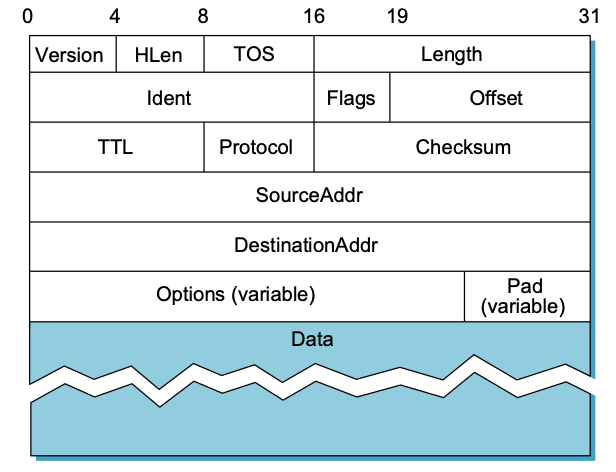 0 4 8 16 19 31
Version HLen TOS Length
Ident Flags Offset
TTL Protocol Checksum
SourceAddr
DestinationAddr
Options (variable) Pad
(variable)
Data